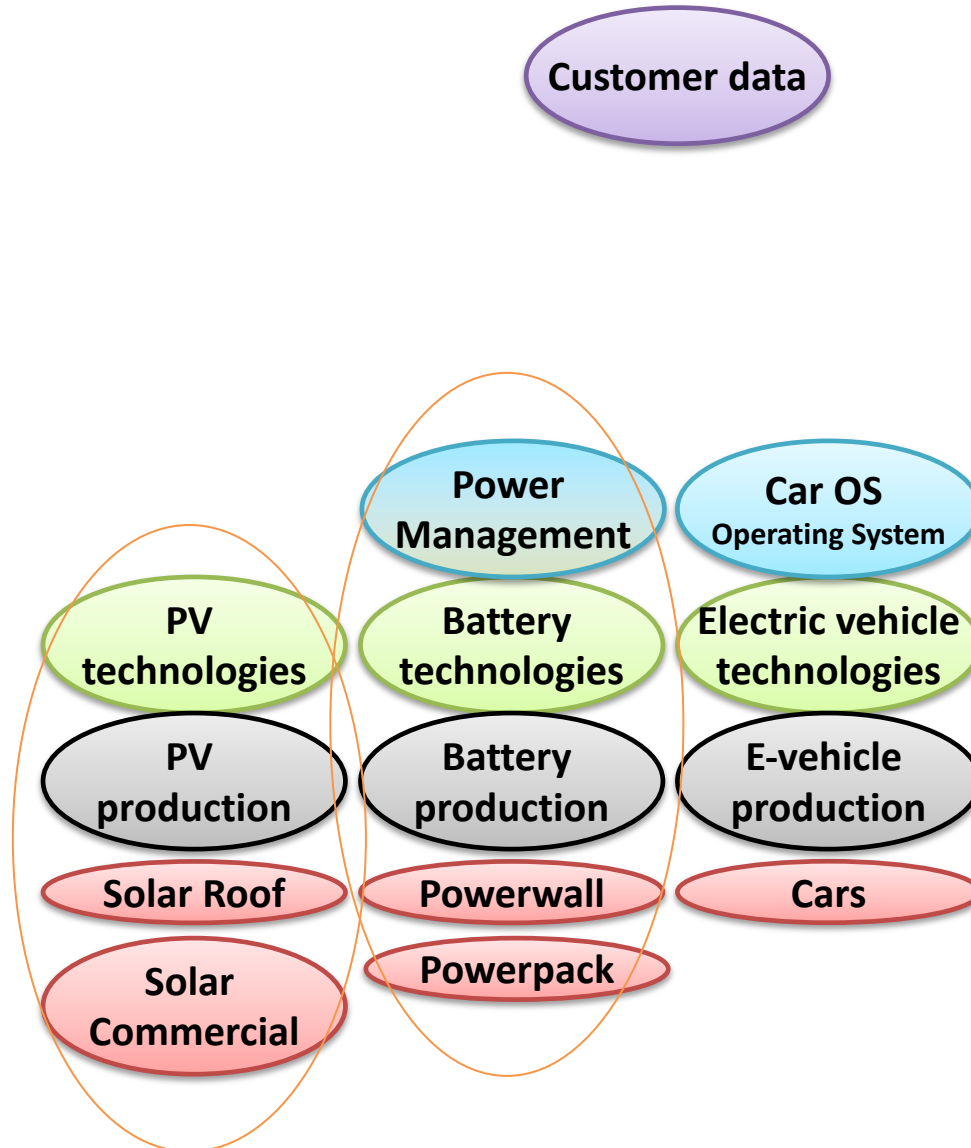 Customer data
Power
Management
Car OS
Operating System
PV
technologies
Battery
technologies
Electric vehicle
technologies
PV
production
Battery
production
E-vehicle
production
Solar Roof
Powerwall
Cars
Solar
Commercial
Powerpack